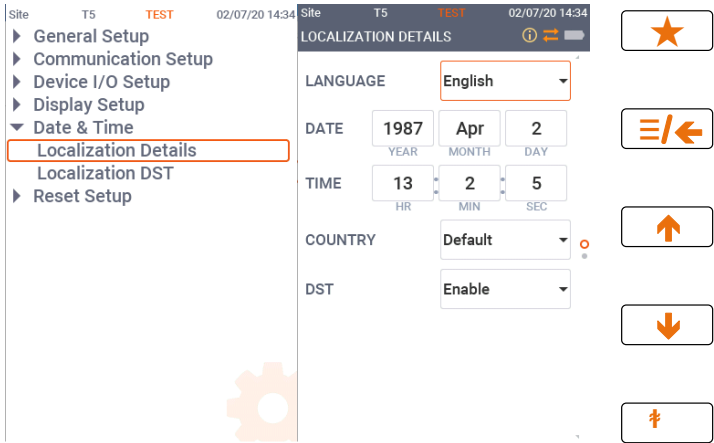 Site T5 TEST 02/07/20 14:34
General Setup
Communication Setup
Device I/O Setup
Display Setup
Date & Time
Localization Details
Localization DST
Reset Setup
Site T5 TEST 02/07/20 14:34
LOCALIZATION DETAILS
LANGUAGE English
DATE 1987 Apr 2
YEAR MONTH DAY
TIME 13 : 2 : 5
HR MIN SEC
COUNTRY Default
DST Enable